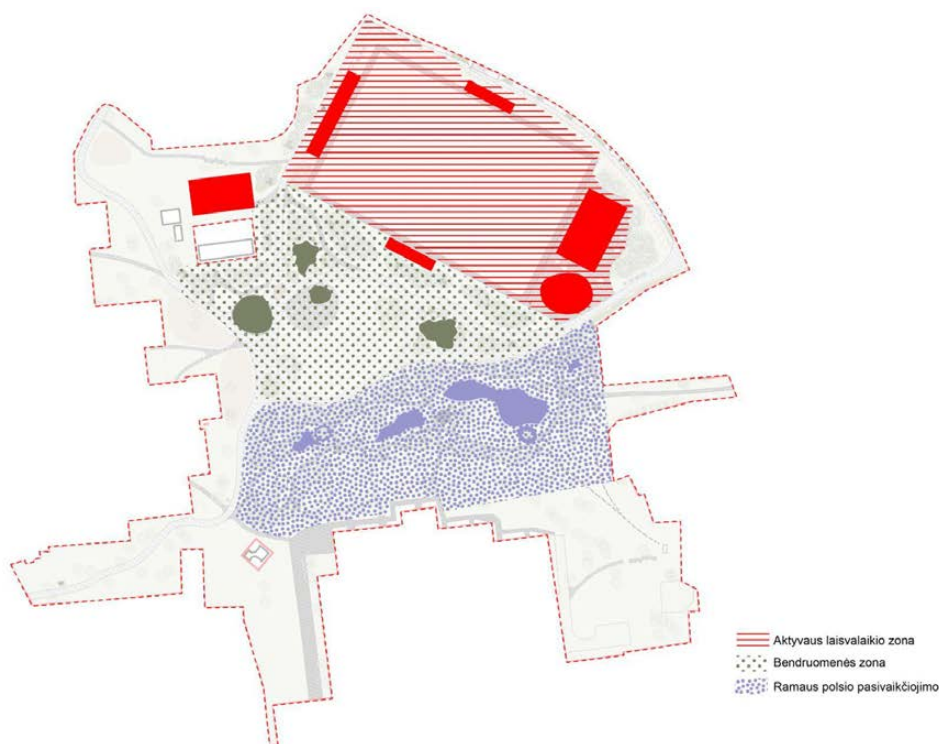 Aktyvaus laisvalaikio zona
Bendruomenės zona
Ramaus polsio pasivaikčiojimo